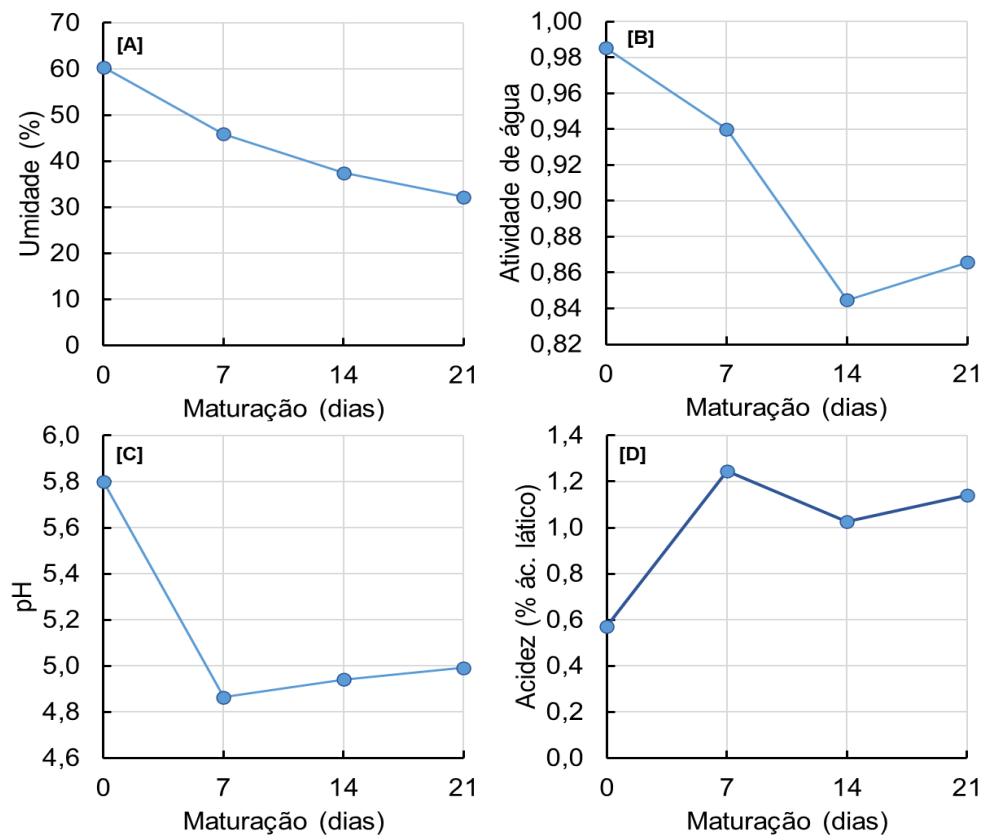 [A]
Umidade (%)
70
60
50
40
30
20
10
0
0 7 14 21
Maturação (dias)
[B]
Atividade de água
1,00
0,98
0,96
0,94
0,92
0,90
0,88
0,86
0,84
0,82
0 7 14 21
Maturação (dias)
[C]
pH
6,0
5,8
5,6
5,4
5,2
5,0
4,8
4,6
0 7 14 21
Maturação (dias)
[D]
Acidez (% ác. lático)
1,4
1,2
1,0
0,8
0,6
0,4
0,2
0,0
0 7 14 21
Maturação (dias)